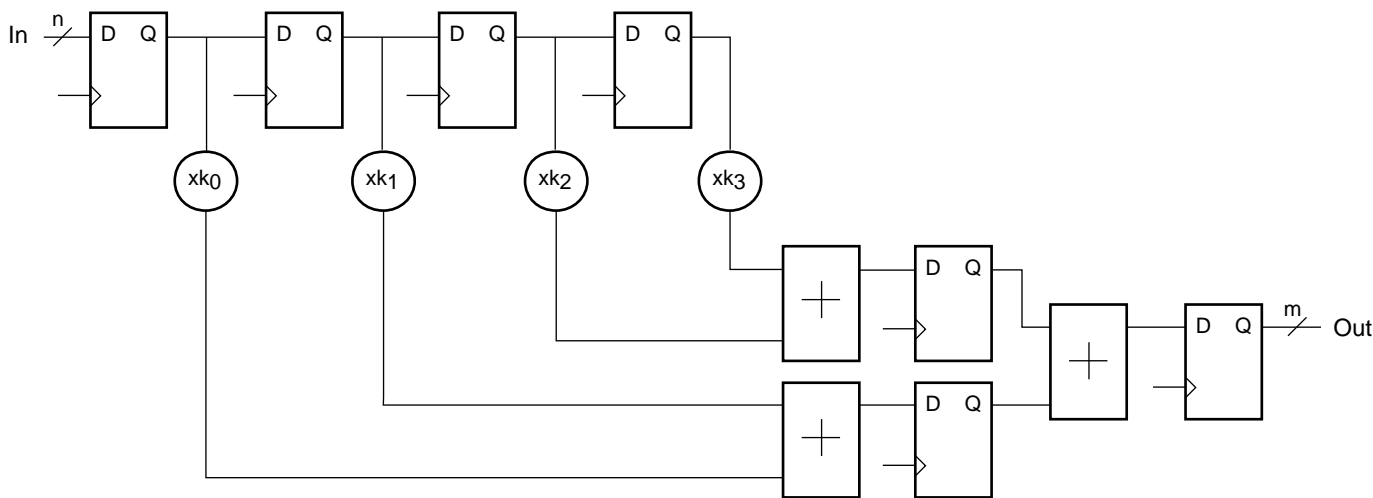 In n D Q D Q D Q D Q
xk0 xk1 xk2 xk3
D Q
+
D Q m Out
+
D Q
+